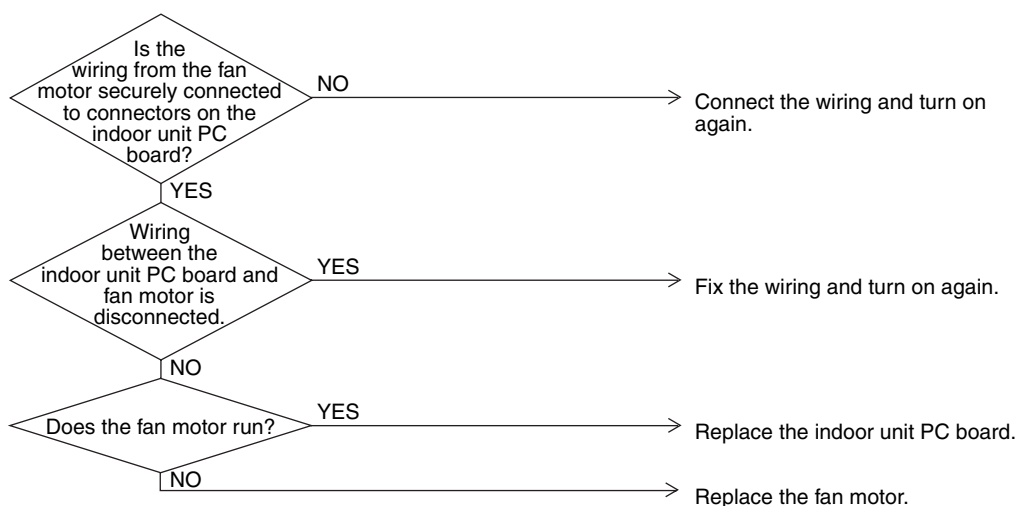 Is the
wiring from the fan
motor securely connected
to connectors on the
indoor unit PC
board?
NO
Connect the wiring and turn on
again.
YES
Wiring
between the
indoor unit PC board and
fan motor is
disconnected.
YES
Fix the wiring and turn on again.
NO
Does the fan motor run?
YES
Replace the indoor unit PC board.
NO
Replace the fan motor.